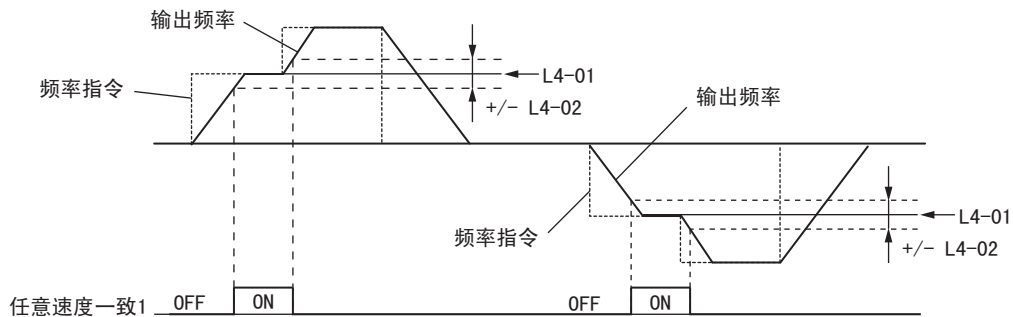 输出频率
L4-01
频率指令
+/- L4-02
输出频率
L4-01
频率指令
+/- L4-02
任意速度一致1 OFF ON OFF ON